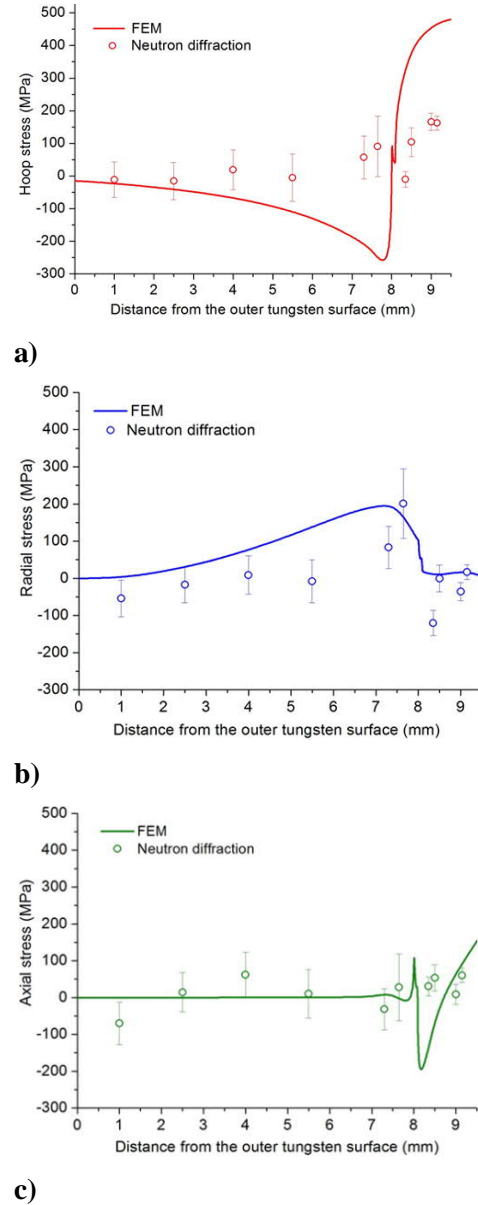 500
400
300
200
100
0
-100
-200
-300
Hoop stress (MPa)
FEM
Neutron diffraction
0 1 2 3 4 5 6 7 8 9
Distance from the outer tungsten surface (mm)
a)
500
400
300
200
100
0
-100
-200
-300
Radial stress (MPa)
FEM
Neutron diffraction
0 1 2 3 4 5 6 7 8 9
Distance from the outer tungsten surface (mm)
b)
500
400
300
200
100
0
-100
-200
-300
Axial stress (MPa)
FEM
Neutron diffraction
0 1 2 3 4 5 6 7 8 9
Distance from the outer tungsten surface (mm)
c)